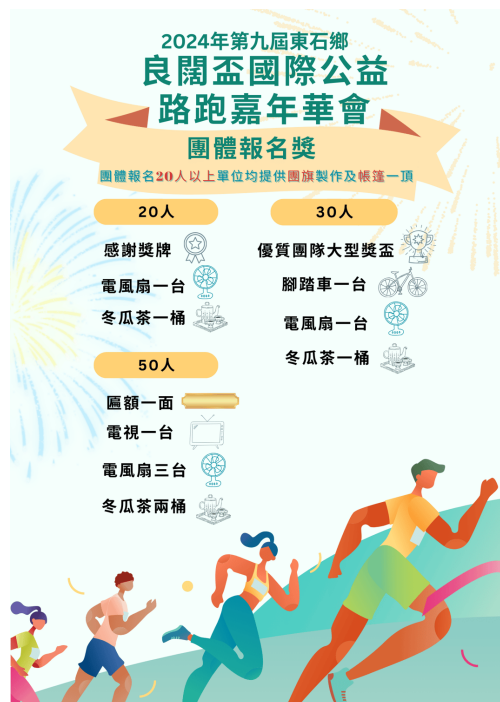 2024年第九屆東石鄉
良闊盃國際公益
路跑嘉年華會
團體報名獎
團體報名20人以上單位均提供團旗製作及帳篷一頂
20人
感謝獎牌
電風扇一台
冬瓜茶一桶
30人
優質團隊大型獎盃
腳踏車一台
電風扇一台
冬瓜茶一桶
50人
匾額一面
電視一台
電風扇三台
冬瓜茶兩桶